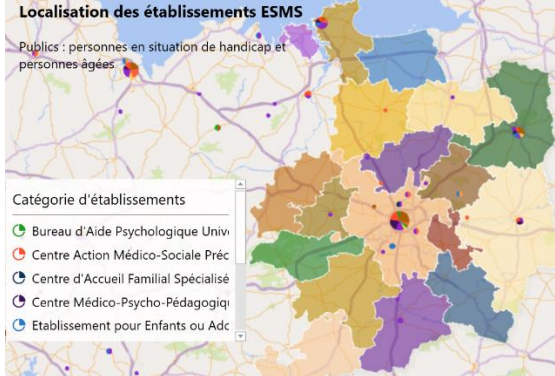 Localisation des établissements ESMS
Publics : personnes en situation de handicap et
personnes âgées
Catégorie d'établissements
Bureau d'Aide Psychologique Unive
Centre Action Médico-Sociale Préc
Centre d'Accueil Familial Spécialisé
Centre Médico-Psycho-Pédagogiqu
Etablissement pour Enfants ou Adc